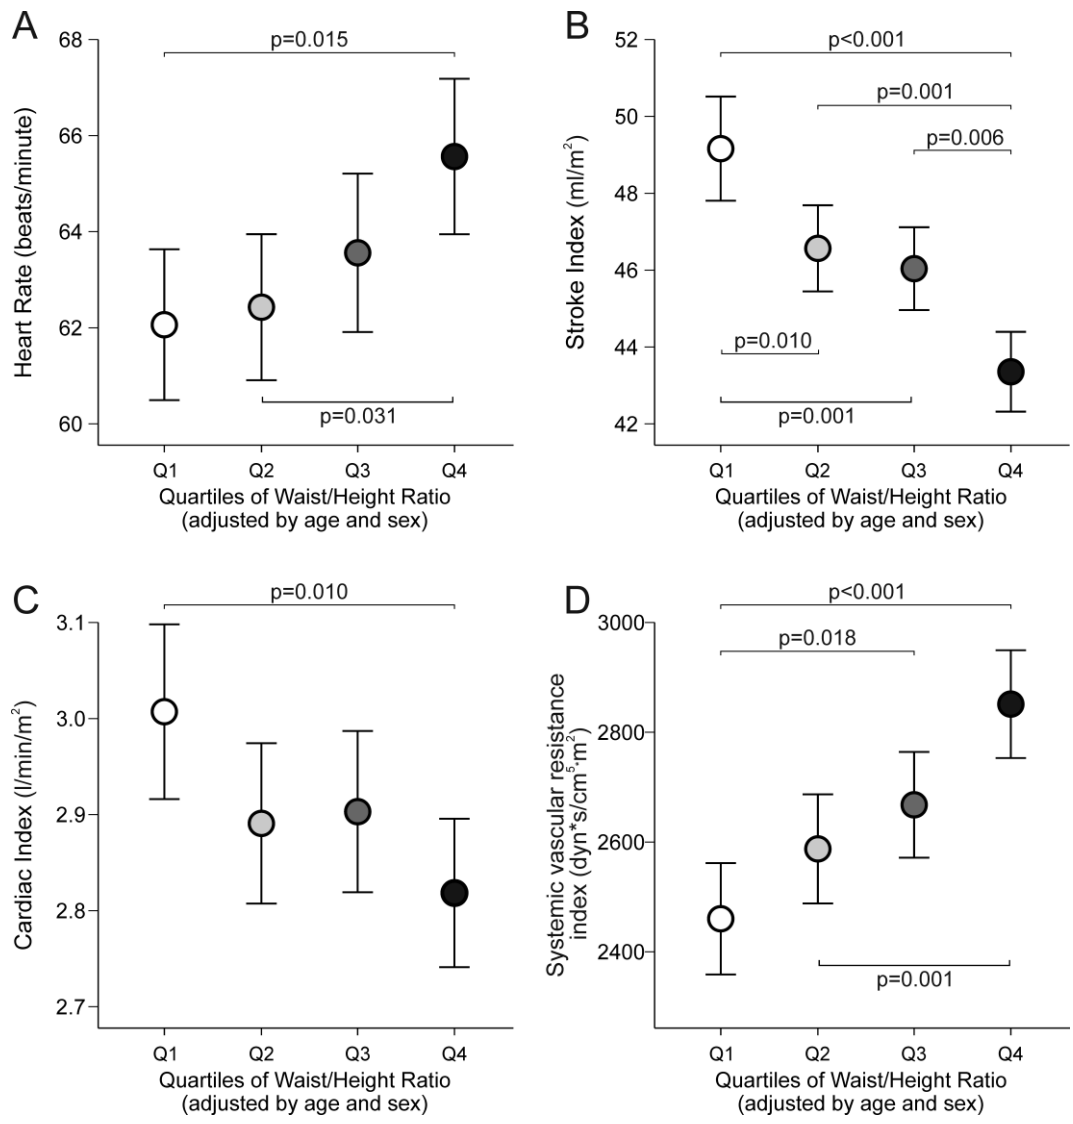 A
68
66
64
62
60
Heart Rate (beats/minute)
p=0.015
p=0.031
Q1 Q2 Q3 Q4
Quartiles of Waist/Height Ratio
(adjusted by age and sex)
B
52
50
48
46
44
42
Stroke Index (ml/m²)
p<0.001
p=0.001
p=0.006
p=0.010
p=0.001
Q1 Q2 Q3 Q4
Quartiles of Waist/Height Ratio
(adjusted by age and sex)
C
3.1
3.0
2.9
2.8
2.7
Cardiac Index (l/min/m²)
p=0.010
Q1 Q2 Q3 Q4
Quartiles of Waist/Height Ratio
(adjusted by age and sex)
D
3000
2800
2600
2400
Systemic vascular resistance
index (dyn*s/cm⁵·m²)
p<0.001
p=0.018
p=0.001
Q1 Q2 Q3 Q4
Quartiles of Waist/Height Ratio
(adjusted by age and sex)